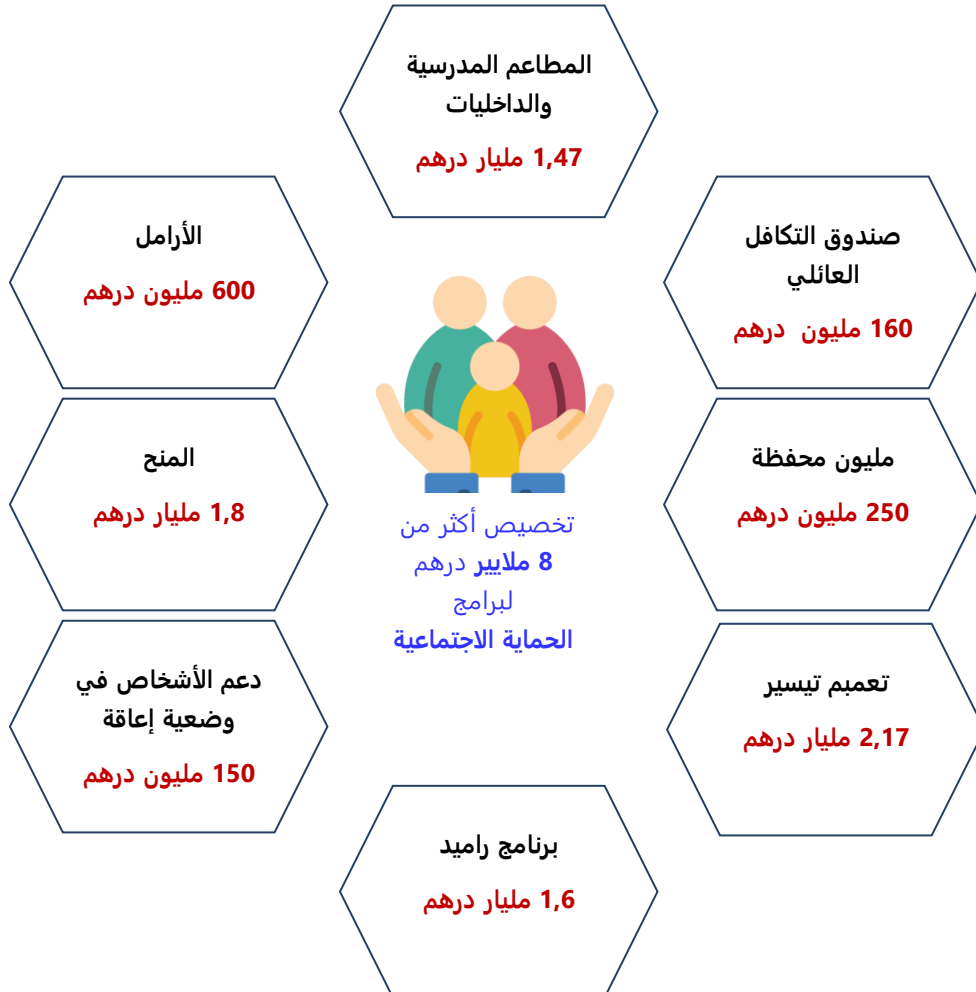 المطاعم المدرسية
والداخليات
1,47 مليار درهم
صندوق التكافل
العائلي
160 مليون درهم
الأرامل
600 مليون درهم
مليون محفظة
250 مليون درهم
المنح
1,8 مليار درهم
تخصيص أكثر من
8 ملايير درهم
لبرامج
الحماية الاجتماعية
تعمبم تيسير
2,17 مليار درهم
دعم الأشخاص في
وضعية إعاقة
150 مليون درهم
برنامج راميد
1,6 مليار درهم